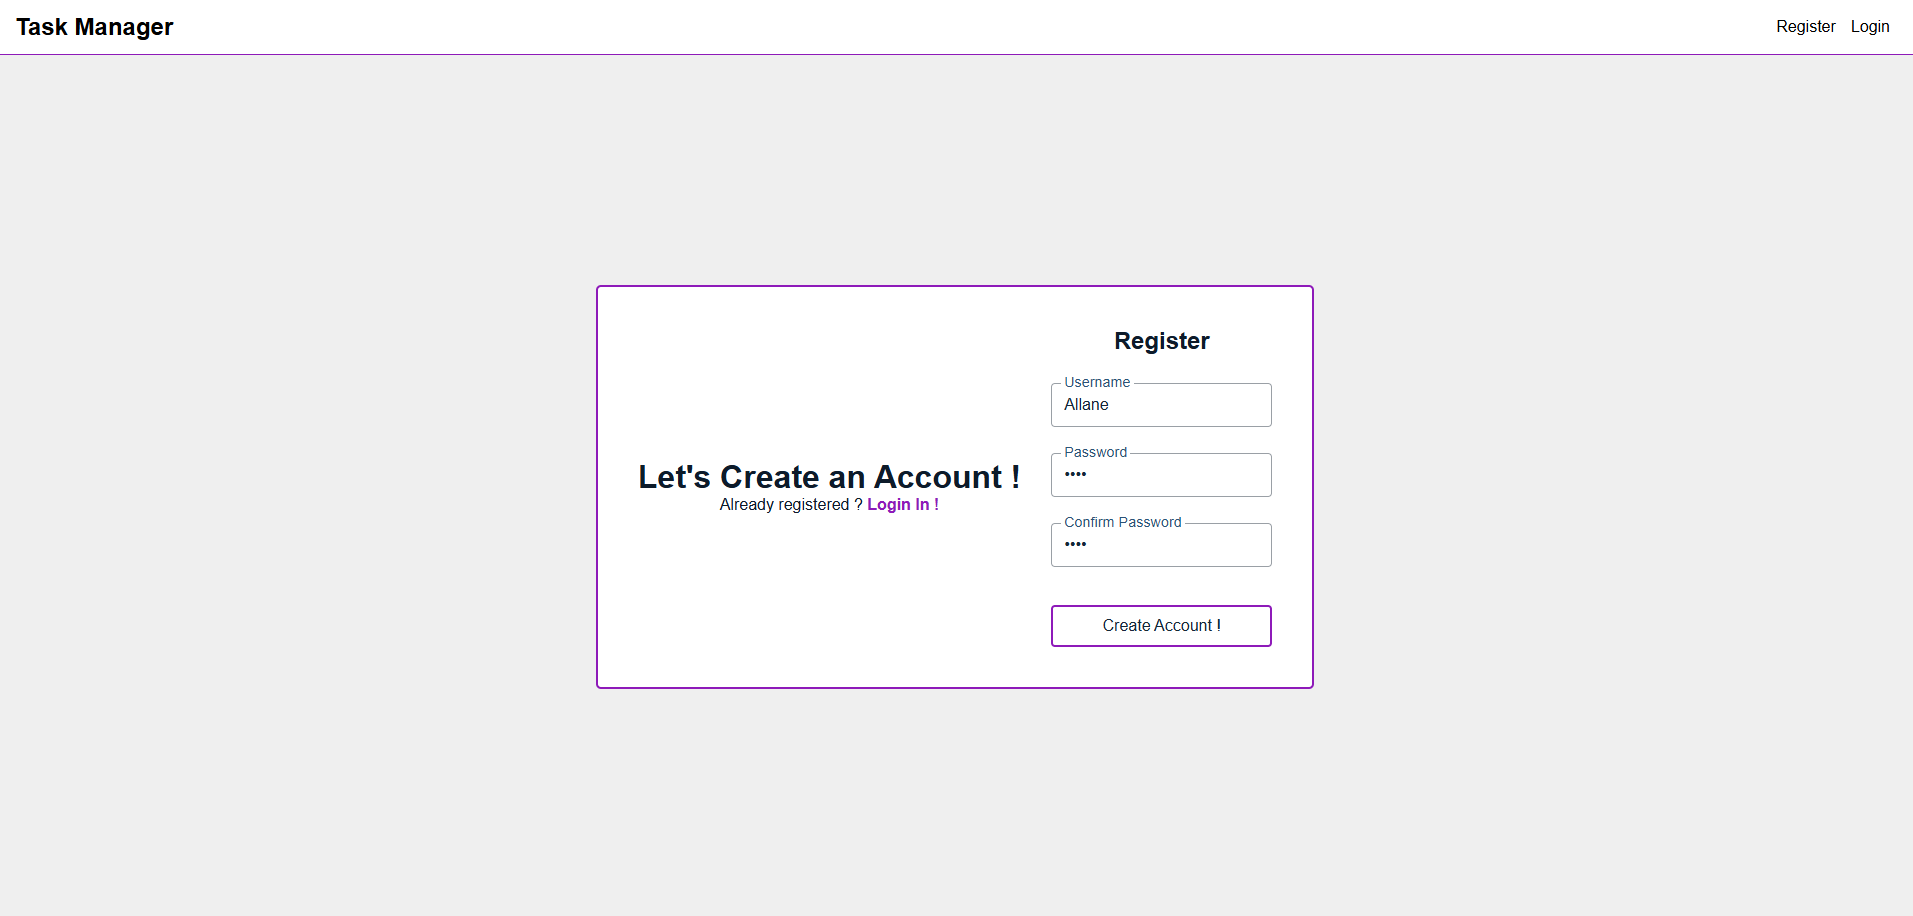 Task Manager
Register Login
Let's Create an Account !
Already registered ? Login In !
Register
Username
Allane
Password
••••
Confirm Password
••••
Create Account !